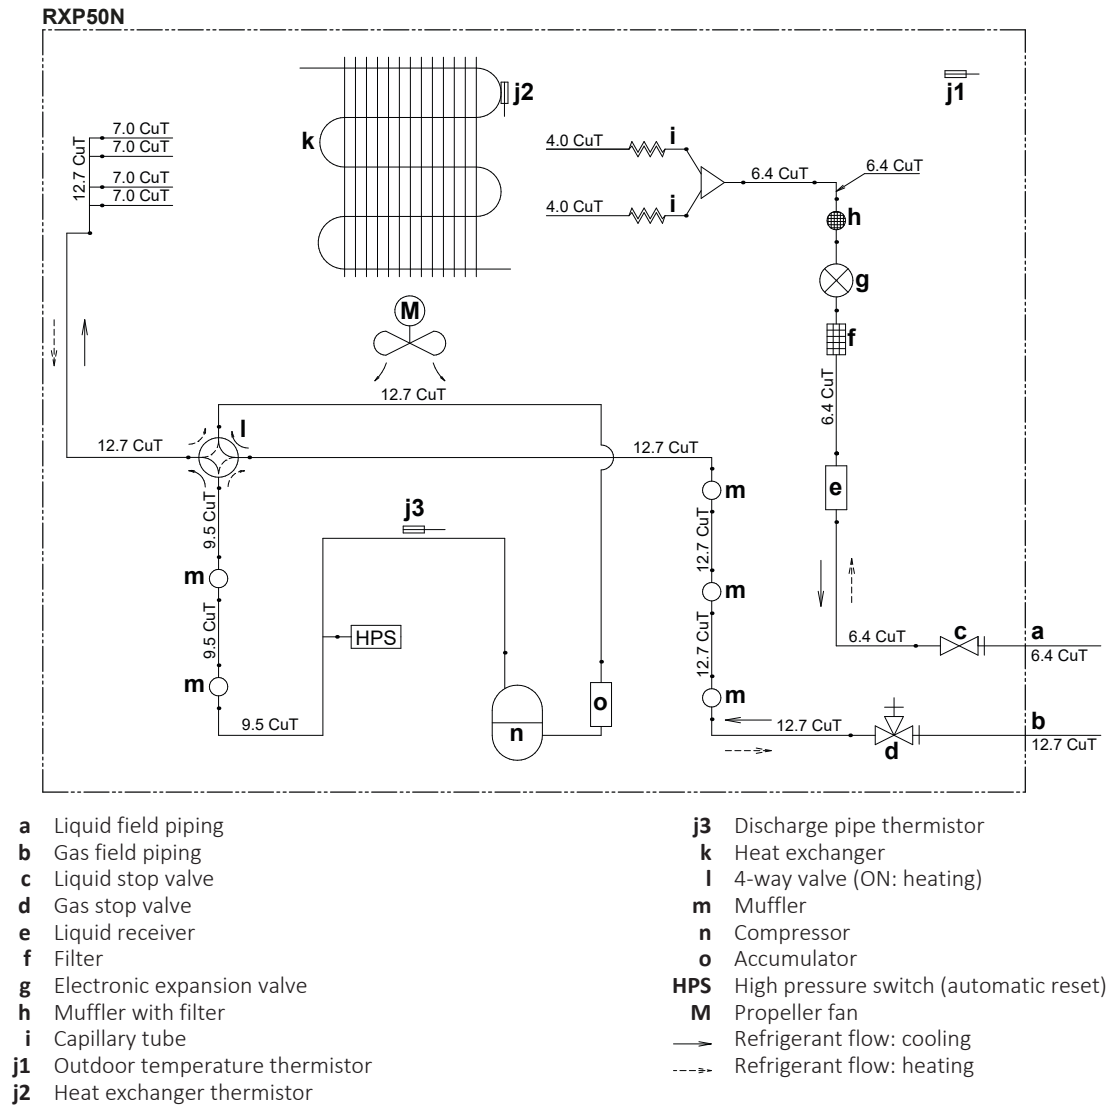 RXP50N
j2
j1
k
7.0 CuT
7.0 CuT
7.0 CuT
7.0 CuT
12.7 CuT
4.0 CuT
i
4.0 CuT
i
6.4 CuT
6.4 CuT
h
g
f
M
12.7 CuT
6.4 CuT
l
12.7 CuT
12.7 CuT
e
m
9.5 CuT
j3
12.7 CuT
m
m
9.5 CuT
HPS
12.7 CuT
6.4 CuT
c
a
6.4 CuT
m
m
o
9.5 CuT
n
12.7 CuT
d
b
12.7 CuT
a Liquid field piping
b Gas field piping
c Liquid stop valve
d Gas stop valve
e Liquid receiver
f Filter
g Electronic expansion valve
h Muffler with filter
i Capillary tube
j1 Outdoor temperature thermistor
j2 Heat exchanger thermistor
j3 Discharge pipe thermistor
k Heat exchanger
l 4-way valve (ON: heating)
m Muffler
n Compressor
o Accumulator
HPS High pressure switch (automatic reset)
M Propeller fan
Refrigerant flow: cooling
Refrigerant flow: heating